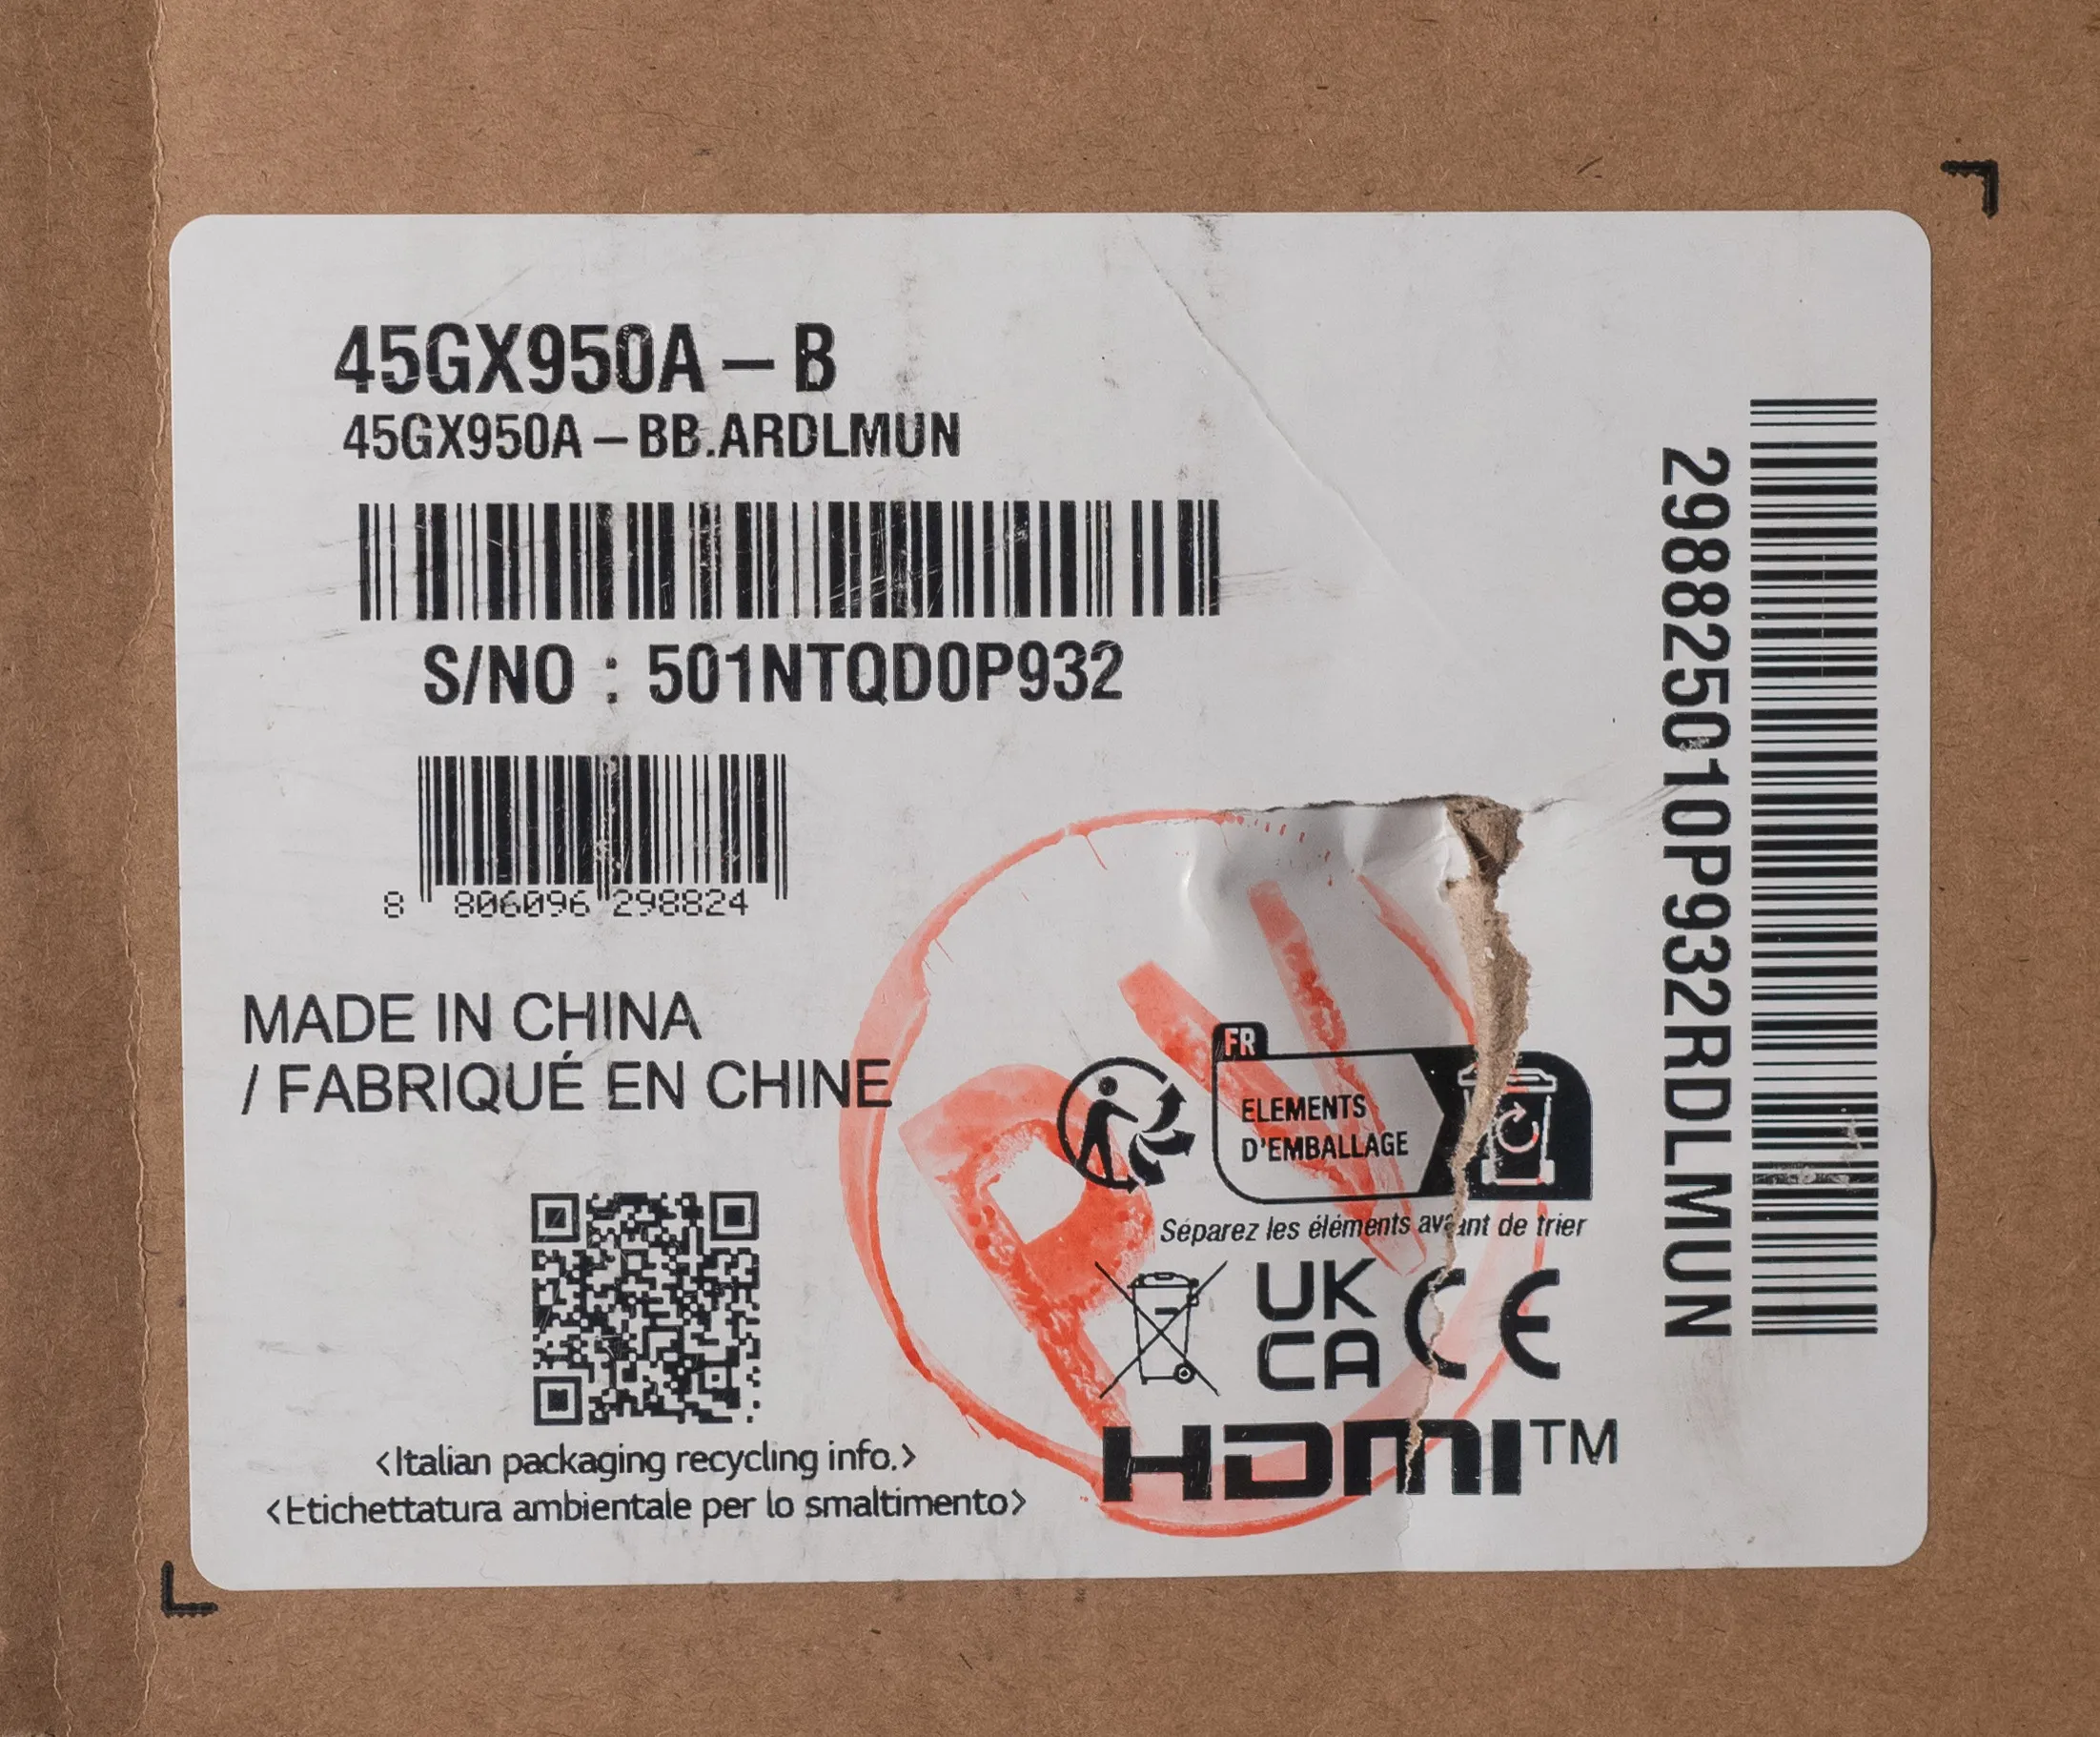 45GX950A – B
45GX950A – BB.ARDLMUN
S/NO : 501NTQD0P932
8 806096 298824
MADE IN CHINA
/ FABRIQUÉ EN CHINE
<Italian packaging recycling info.>
<Etichettatura ambientale per lo smaltimento>
PV
FR
ELEMENTS
D'EMBALLAGE
Séparez les éléments avant de trier
UK
CA
CE
HDMI™
298825010P932RDLMUN